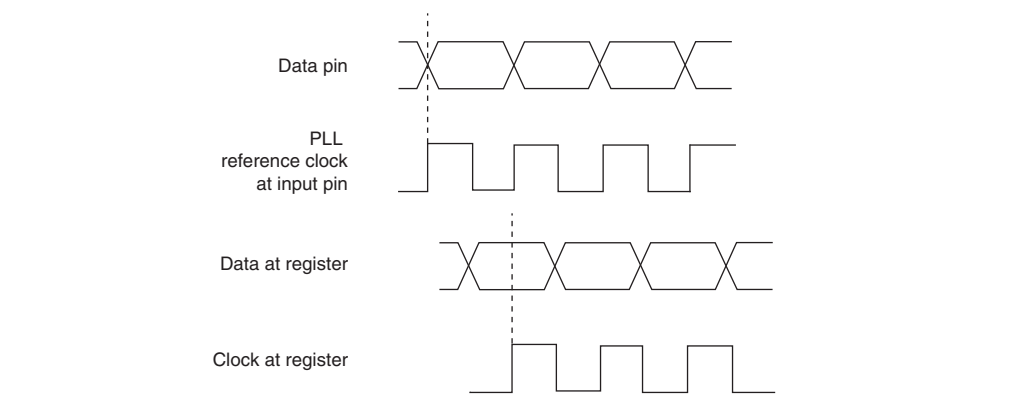 Data pin
PLL
reference clock
at input pin
Data at register
Clock at register